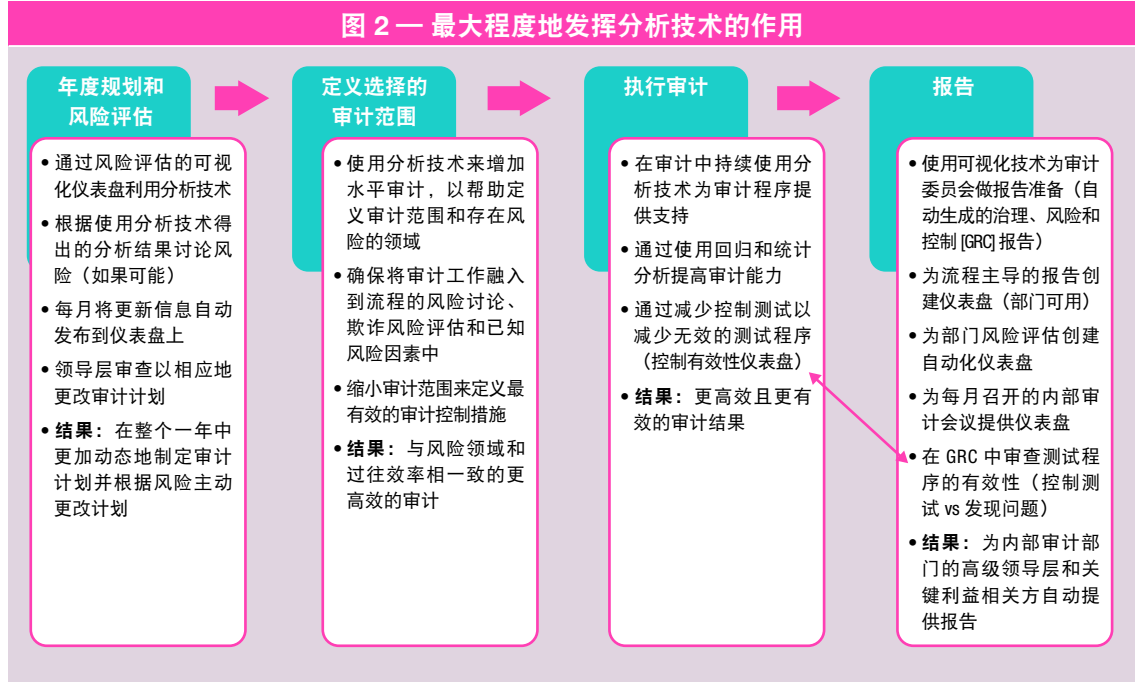 图 2 — 最大程度地发挥分析技术的作用
年度规划和
风险评估
• 通过风险评估的可视
化仪表盘利用分析技术
• 根据使用分析技术得
出的分析结果讨论风
险（如果可能）
• 每月将更新信息自动
发布到仪表盘上
• 领导层审查以相应地
更改审计计划
• 结果：在整个一年中
更加动态地制定审计
计划并根据风险主动
更改计划
定义选择的
审计范围
• 使用分析技术来增加
水平审计，以帮助定
义审计范围和存在风
险的领域
• 确保将审计工作融入
到流程的风险讨论、
欺诈风险评估和已知
风险因素中
• 缩小审计范围来定义最
有效的审计控制措施
• 结果：与风险领域和
过往效率相一致的更
高效的审计
执行审计
• 在审计中持续使用分
析技术为审计程序提
供支持
• 通过使用回归和统计
分析提高审计能力
• 通过减少控制测试以
减少无效的测试程序
（控制有效性仪表盘）
• 结果：更高效且更有
效的审计结果
报告
• 使用可视化技术为审计
委员会做报告准备（自
动生成的治理、风险和
控制 [GRC] 报告）
• 为流程主导的报告创
建仪表盘（部门可用）
• 为部门风险评估创建
自动化仪表盘
• 为每月召开的内部审
计会议提供仪表盘
• 在 GRC 中审查测试程
序的有效性（控制测
试 vs 发现问题）
• 结果：为内部审计部
门的高级领导层和关
键利益相关方自动提
供报告